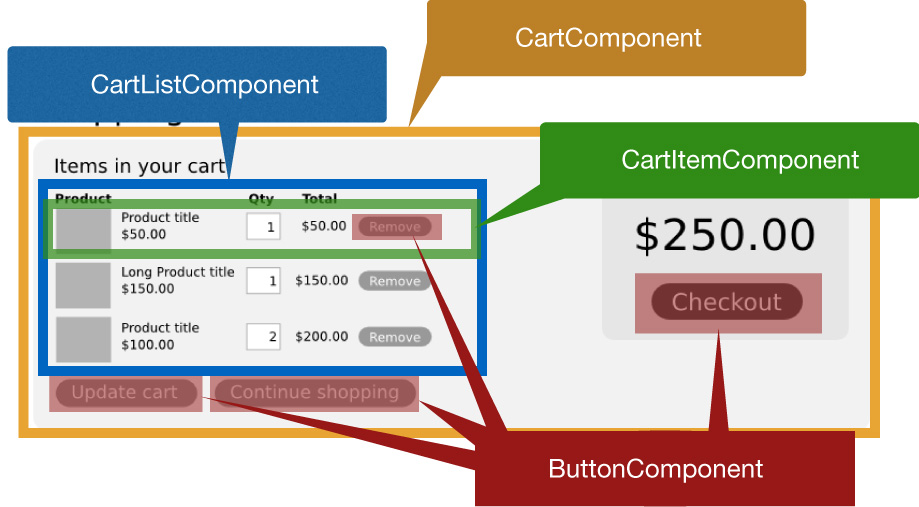 CartComponent
CartListComponent
CartItemComponent
Items in your cart
Product Qty Total
Product title
$50.00
1
$50.00
Remove
Long Product title
$150.00
1
$150.00
Remove
Product title
$100.00
2
$200.00
Remove
$250.00
Checkout
Update cart
Continue shopping
ButtonComponent